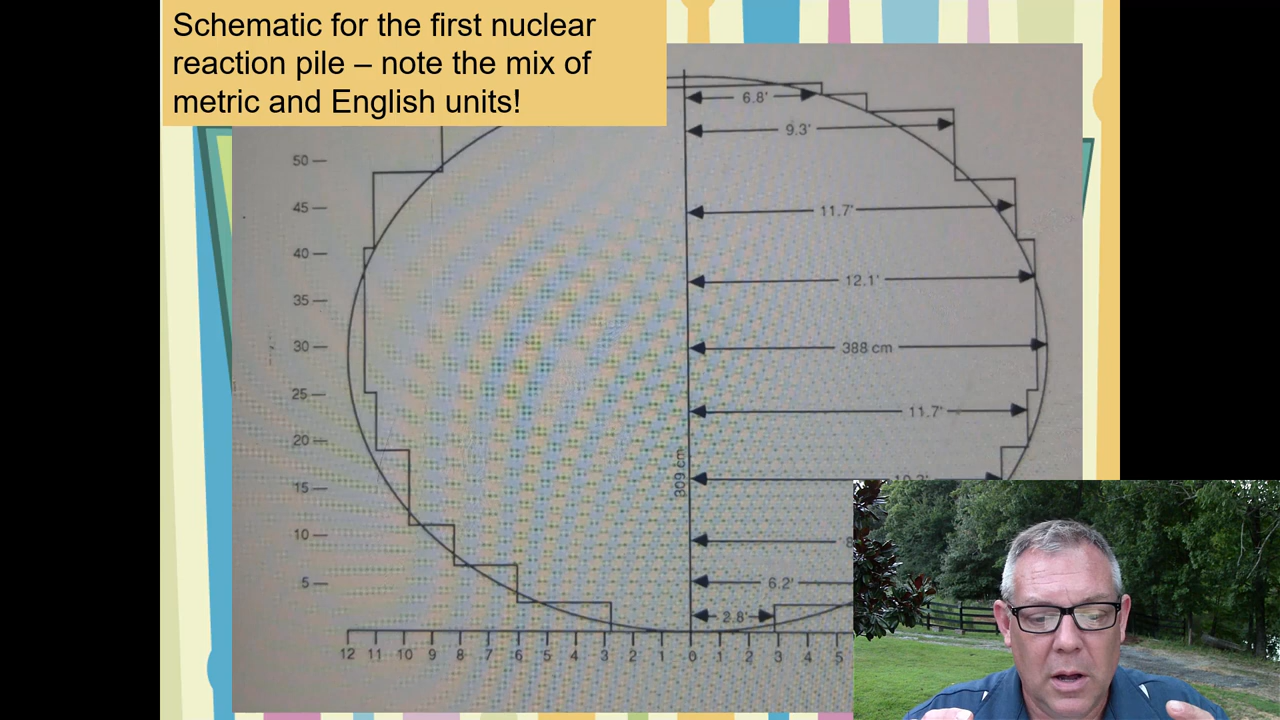 Schematic for the first nuclear
reaction pile – note the mix of
metric and English units!
6.8'
9.3'
50
11.7'
45
40
12.1'
35
30
388 cm
25
11.7'
20
309 cm
15
10
5
6.2'
2.8'
12 11 10 9 8 7 6 5 4 3 2 1 0 1 2 3 4 5